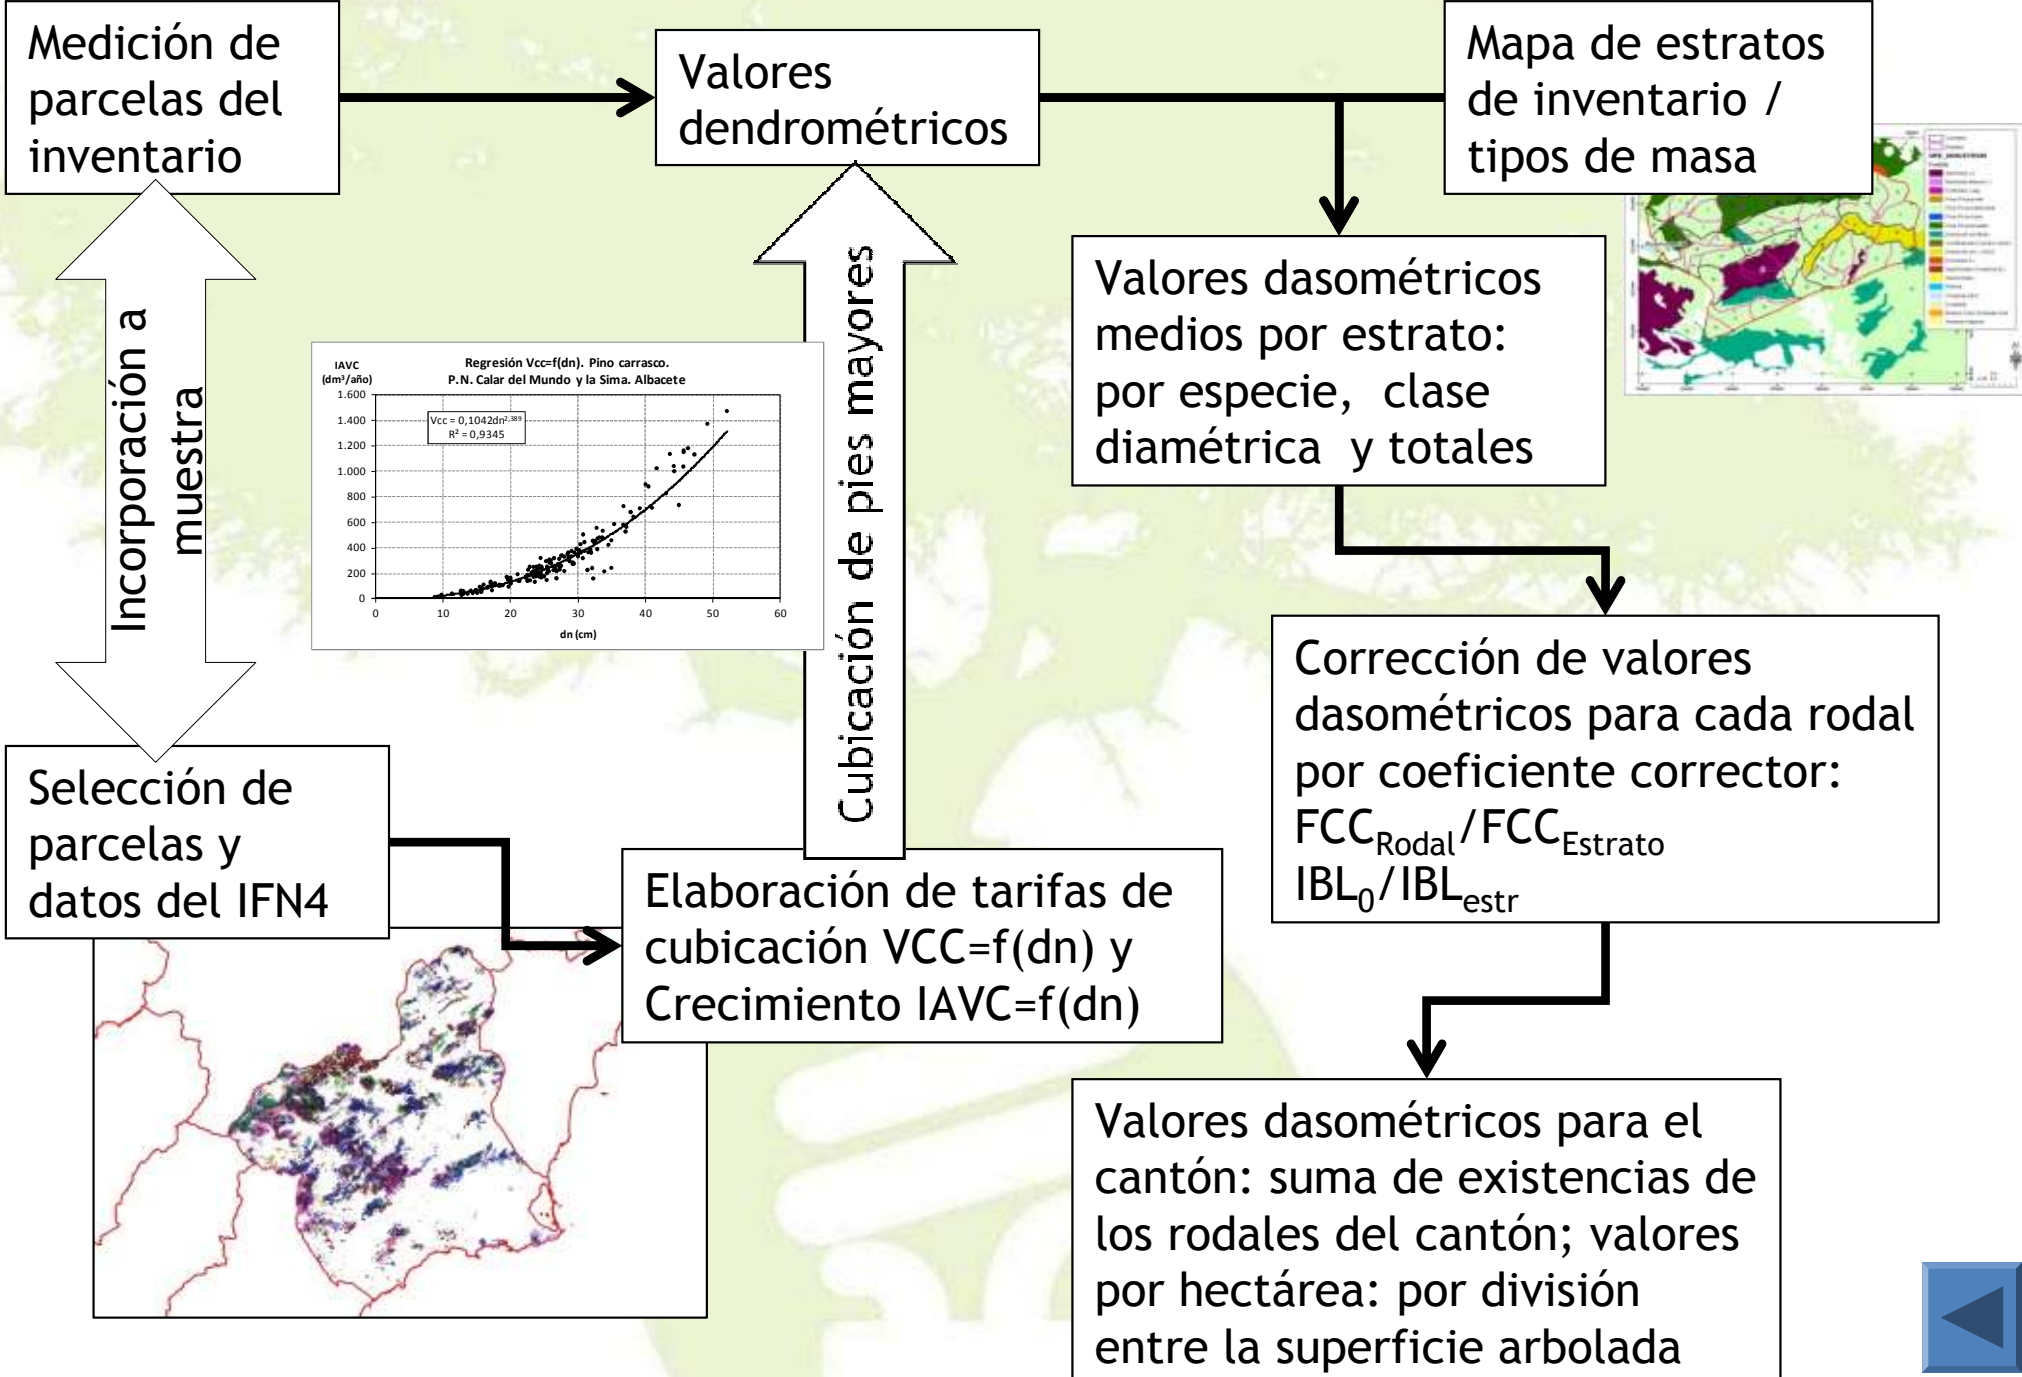 Medición de
parcelas del
inventario
Valores
dendrométricos
Mapa de estratos
de inventario /
tipos de masa
Incorporación a
muestra
Cubicación de pies mayores
Valores dasométricos
medios por estrato:
por especie, clase
diamétrica y totales
IAVC
(dm³/año)
Regresión Vcc=f(dn). Pino carrasco.
P.N. Calar del Mundo y la Sima. Albacete
Vcc = 0,1042dn^2,389
R² = 0,9345
1.600
1.400
1.200
1.000
800
600
400
200
0
0 10 20 30 40 50 60
dn (cm)
Corrección de valores
dasométricos para cada rodal
por coeficiente corrector:
FCC_Rodal/FCC_Estrato
IBL_0/IBL_estr
Selección de
parcelas y
datos del IFN4
Elaboración de tarifas de
cubicación VCC=f(dn) y
Crecimiento IAVC=f(dn)
Valores dasométricos para el
cantón: suma de existencias de
los rodales del cantón; valores
por hectárea: por división
entre la superficie arbolada